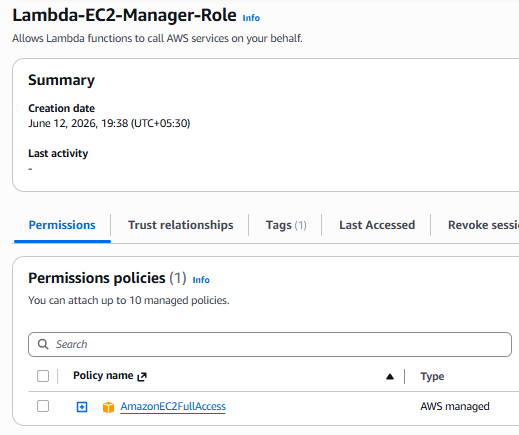 Lambda-EC2-Manager-Role Info
Allows Lambda functions to call AWS services on your behalf.
Summary
Creation date
June 12, 2026, 19:38 (UTC+05:30)
Last activity
-
Permissions Trust relationships Tags (1) Last Accessed Revoke sessi
Permissions policies (1) Info
You can attach up to 10 managed policies.
Search
Policy name Type
AmazonEC2FullAccess AWS managed